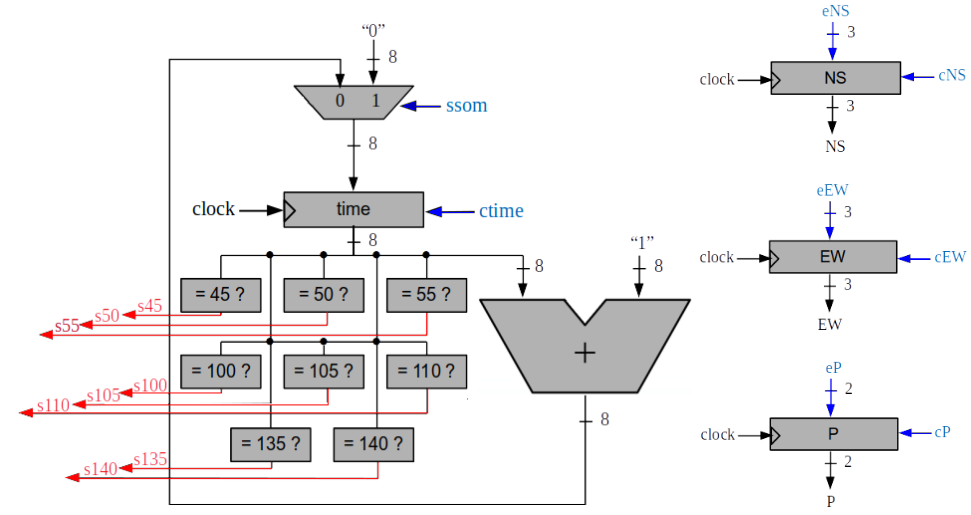 “0”
8
0 1
ssom
8
clock
time
ctime
8
8
“1”
8
= 45 ?
= 50 ?
= 55 ?
s45
s50
s55
+
= 100 ?
= 105 ?
= 110 ?
s100
s105
s110
8
= 135 ?
= 140 ?
s135
s140
eNS
3
clock
NS
cNS
3
NS
eEW
3
clock
EW
cEW
3
EW
eP
2
clock
P
cP
2
P